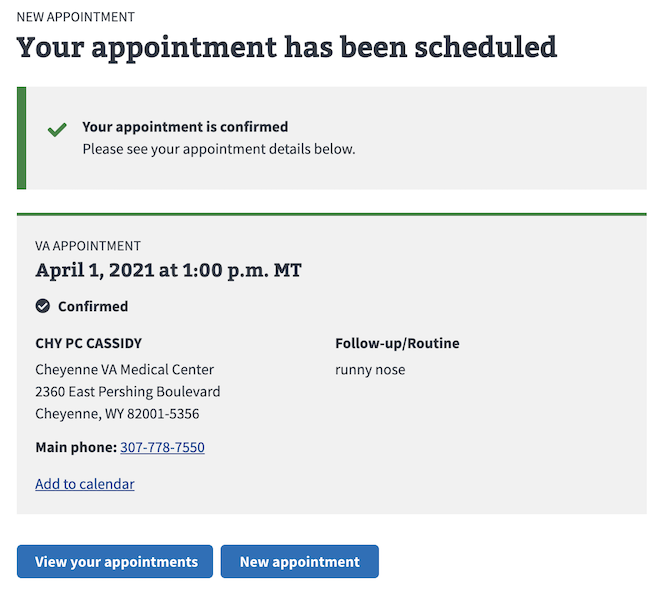 NEW APPOINTMENT
Your appointment has been scheduled
Your appointment is confirmed
Please see your appointment details below.
VA APPOINTMENT
April 1, 2021 at 1:00 p.m. MT
Confirmed
CHY PC CASSIDY
Cheyenne VA Medical Center
2360 East Pershing Boulevard
Cheyenne, WY 82001-5356
Main phone: 307-778-7550
Add to calendar
Follow-up/Routine
runny nose
View your appointments
New appointment